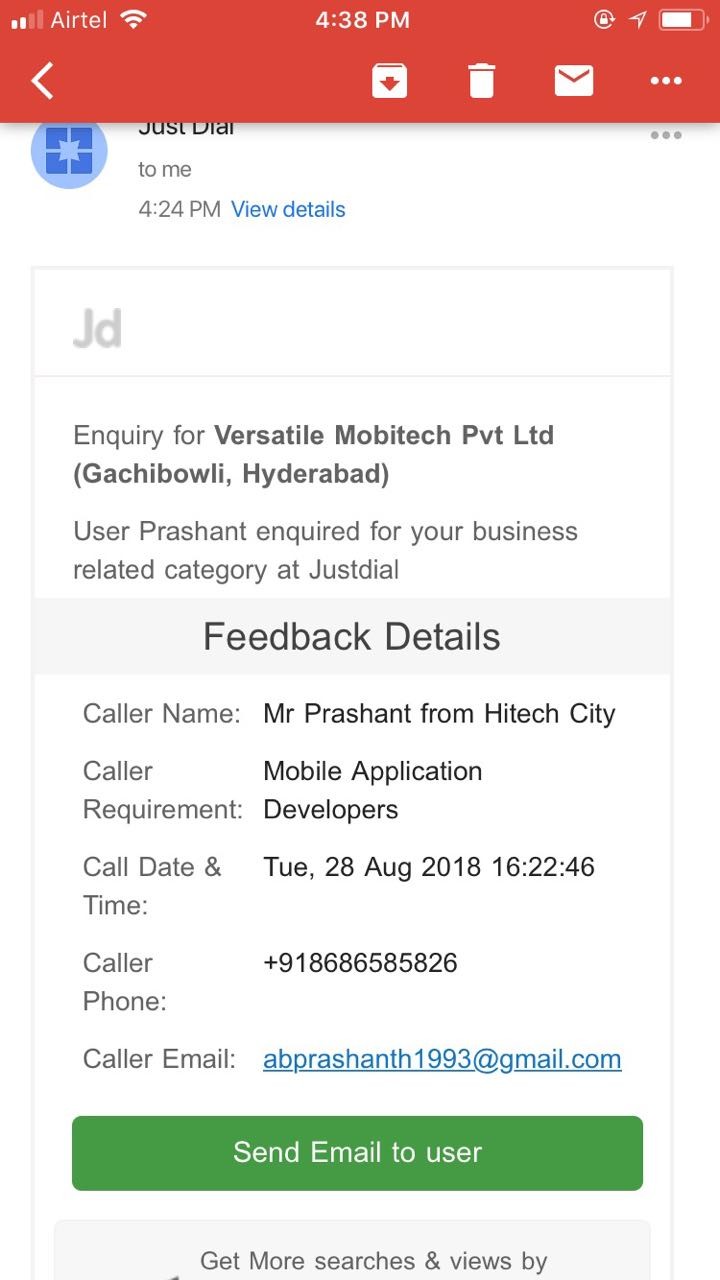 Airtel 4:38 PM
Just Dial
to me
4:24 PM View details
Jd
Enquiry for Versatile Mobitech Pvt Ltd
(Gachibowli, Hyderabad)
User Prashant enquired for your business
related category at Justdial
Feedback Details
Caller Name: Mr Prashant from Hitech City
Caller Mobile Application
Requirement: Developers
Call Date & Tue, 28 Aug 2018 16:22:46
Time:
Caller +918686585826
Phone:
Caller Email: abprashanth1993@gmail.com
Send Email to user
Get More searches & views by